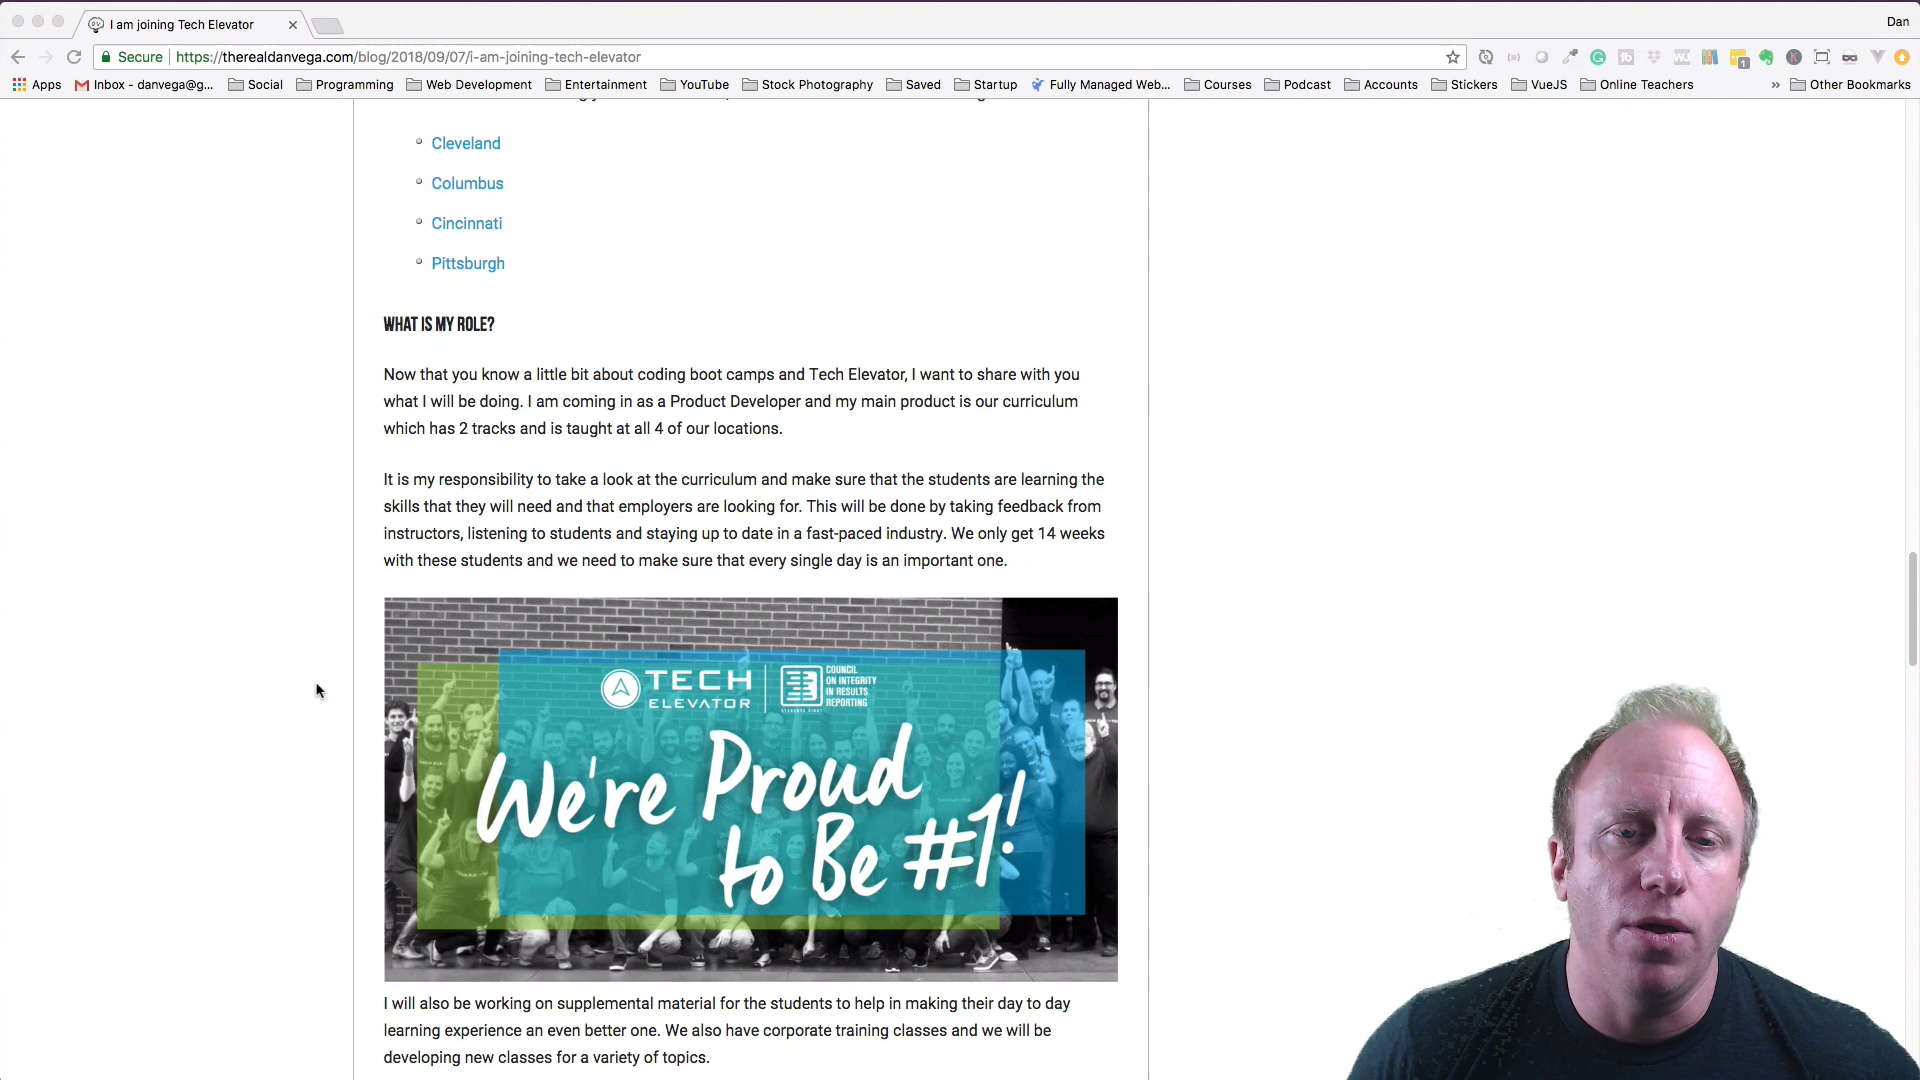 I am joining Tech Elevator
Dan
Secure
https://therealdanvega.com/blog/2018/09/07/i-am-joining-tech-elevator
Apps
Inbox - danvega@g...
Social
Programming
Web Development
Entertainment
YouTube
Stock Photography
Saved
Startup
Fully Managed Web...
Courses
Podcast
Accounts
Stickers
VueJS
Online Teachers
»
Other Bookmarks
Cleveland
Columbus
Cincinnati
Pittsburgh
WHAT IS MY ROLE?
Now that you know a little bit about coding boot camps and Tech Elevator, I want to share with you
what I will be doing. I am coming in as a Product Developer and my main product is our curriculum
which has 2 tracks and is taught at all 4 of our locations.
It is my responsibility to take a look at the curriculum and make sure that the students are learning the
skills that they will need and that employers are looking for. This will be done by taking feedback from
instructors, listening to students and staying up to date in a fast-paced industry. We only get 14 weeks
with these students and we need to make sure that every single day is an important one.
TECH
ELEVATOR
COUNCIL
ON INTEGRITY
IN RESULTS
REPORTING
STUDENTS FIRST
We're Proud
to Be #1!
I will also be working on supplemental material for the students to help in making their day to day
learning experience an even better one. We also have corporate training classes and we will be
developing new classes for a variety of topics.